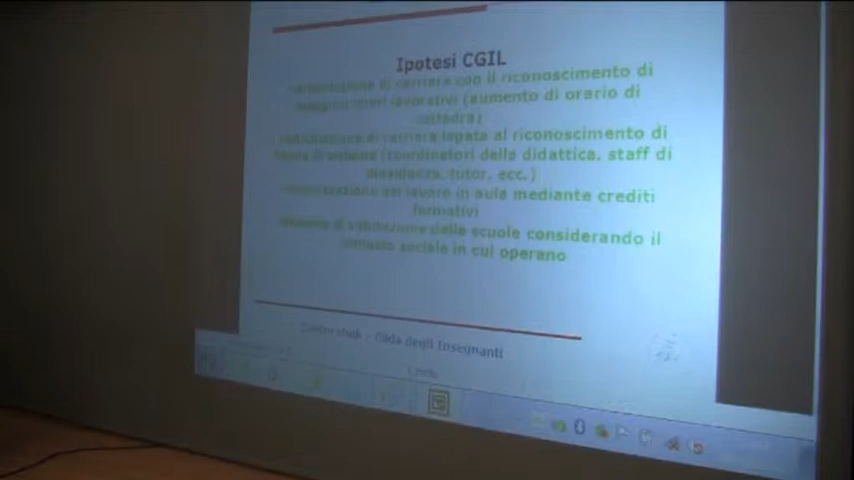 Ipotesi CGIL
di carriera con il riconoscimento di
maggiori oneri lavorativi (aumento di orario di
cattedra)
di carriera legata al riconoscimento di
(coordinatori della didattica, staff di
presidenza, tutor, ecc.)
del lavoro in aula mediante crediti
formativi
di valutazione delle scuole considerando il
contesto sociale in cui operano
Centro studi - Gilda degli Insegnanti